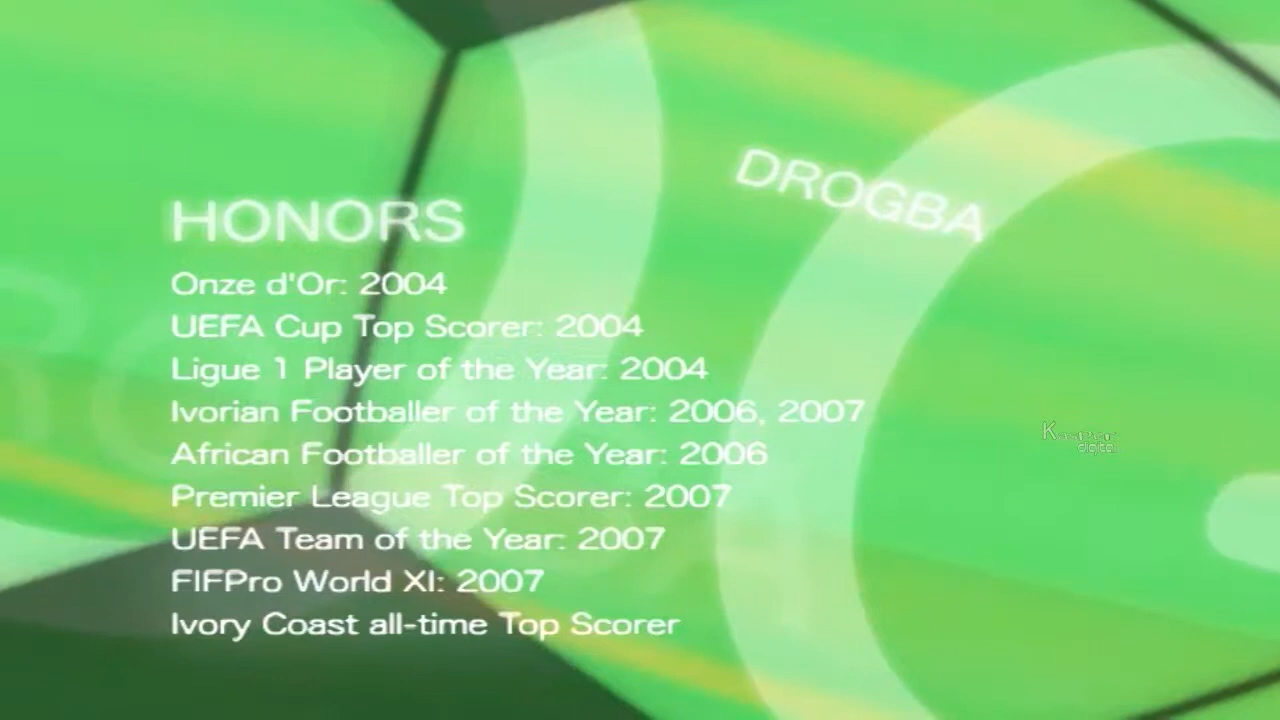 DROGBA
HONORS
Onze d'Or: 2004
UEFA Cup Top Scorer: 2004
Ligue 1 Player of the Year: 2004
Ivorian Footballer of the Year: 2006, 2007
African Footballer of the Year: 2006
Premier League Top Scorer: 2007
UEFA Team of the Year: 2007
FIFPro World XI: 2007
Ivory Coast all-time Top Scorer
digital